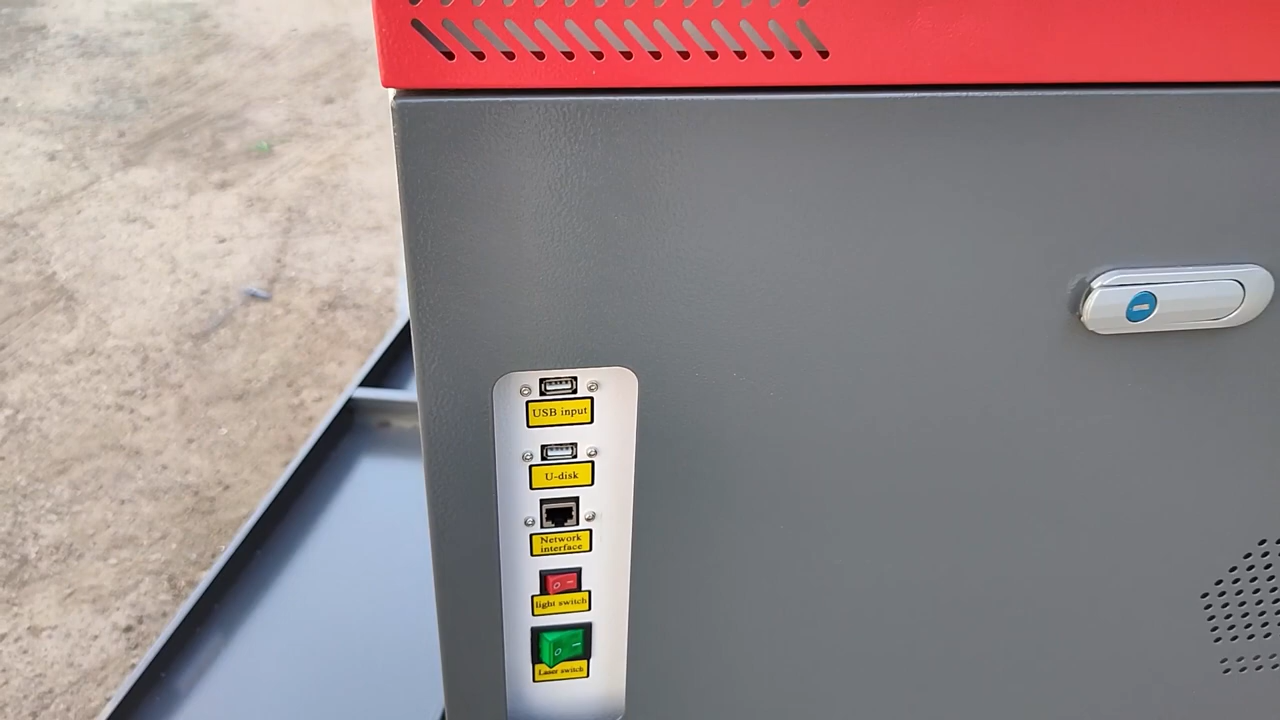 USB input
U-disk
Network
interface
light switch
Laser switch